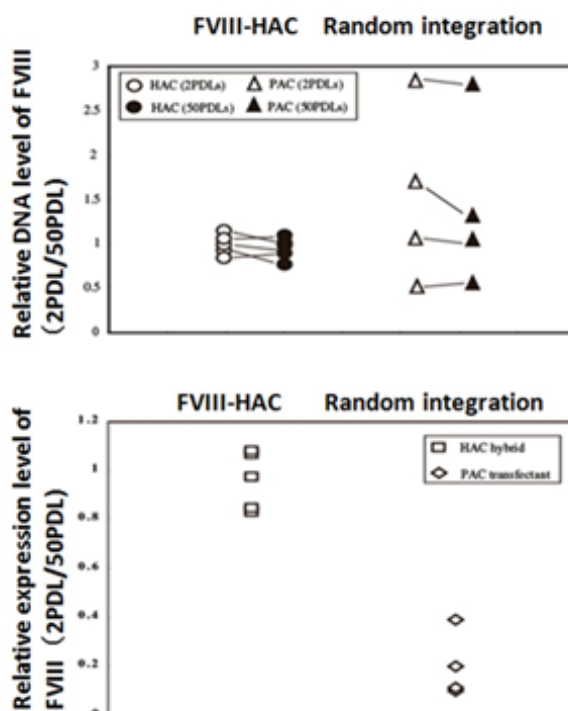 FVIII-HAC Random integration
Relative DNA level of FVIII
(2PDL/50PDL)
3
2.5
2
1.5
1
0.5
0
HAC (2PDLs) PAC (2PDLs)
HAC (50PDLs) PAC (50PDLs)
FVIII-HAC Random integration
Relative expression level of
FVIII (2PDL/50PDL)
1.2
1
0.8
0.6
0.4
0.2
HAC hybrid
PAC transfectant